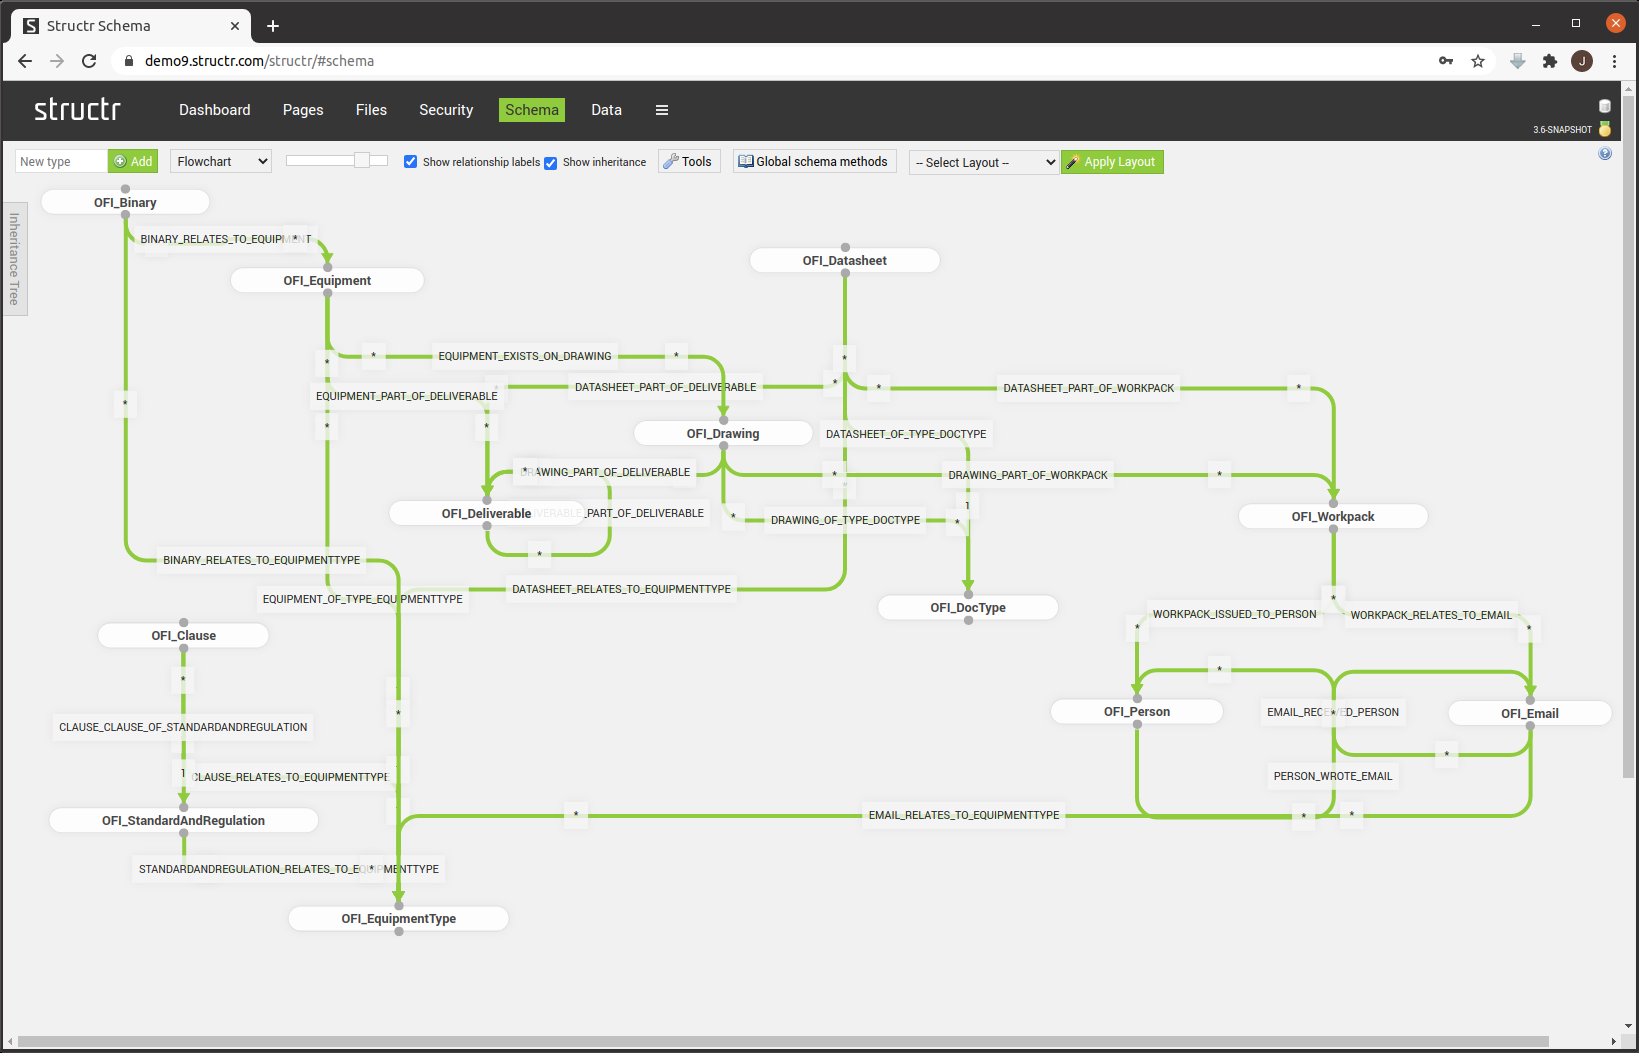 Structr Schema
demo9.structr.com/structr/#schema
J
structr
Dashboard
Pages
Files
Security
Schema
Data
3.6-SNAPSHOT
New type
Add
Flowchart
Show relationship labels
Show inheritance
Tools
Global schema methods
-- Select Layout --
Apply Layout
Inheritance Tree
OFI_Binary
BINARY_RELATES_TO_EQUIPMENT
*
OFI_Equipment
OFI_Datasheet
*
*
EQUIPMENT_EXISTS_ON_DRAWING
*
*
*
DATASHEET_PART_OF_DELIVERABLE
*
*
DATASHEET_PART_OF_WORKPACK
*
*
EQUIPMENT_PART_OF_DELIVERABLE
*
*
OFI_Drawing
DATASHEET_OF_TYPE_DOCTYPE
*
DRAWING_PART_OF_DELIVERABLE
*
DRAWING_PART_OF_WORKPACK
*
OFI_Deliverable
VERABLE_PART_OF_DELIVERABLE
*
DRAWING_OF_TYPE_DOCTYPE
*
1
OFI_Workpack
*
BINARY_RELATES_TO_EQUIPMENTTYPE
DATASHEET_RELATES_TO_EQUIPMENTTYPE
EQUIPMENT_OF_TYPE_EQUIPMENTTYPE
OFI_DocType
*
WORKPACK_ISSUED_TO_PERSON
WORKPACK_RELATES_TO_EMAIL
*
*
OFI_Clause
*
*
OFI_Person
EMAIL_RECEIVED_PERSON
*
OFI_Email
*
CLAUSE_CLAUSE_OF_STANDARDANDREGULATION
*
1
CLAUSE_RELATES_TO_EQUIPMENTTYPE
PERSON_WROTE_EMAIL
OFI_StandardAndRegulation
*
EMAIL_RELATES_TO_EQUIPMENTTYPE
*
*
STANDARDANDREGULATION_RELATES_TO_EQUIPMENTTYPE
*
OFI_EquipmentType